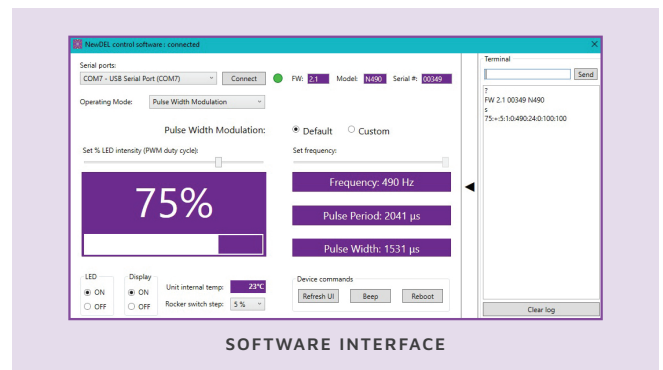 NewDEL control software : connected
Serial ports:
COM7 - USB Serial Port (COM7)
Connect
FW: 2.1 Model: N490 Serial #: 00349
Operating Mode: Pulse Width Modulation
Pulse Width Modulation:
Default Custom
Set % LED intensity (PWM duty cycle):
Set frequency:
75%
Frequency: 490 Hz
Pulse Period: 2041 µs
Pulse Width: 1531 µs
LED
ON
OFF
Display
ON
OFF
Unit internal temp: 23°C
Rocker switch step: 5 %
Device commands
Refresh UI Beep Reboot
Terminal
Send
?
FW 2.1 00349 N490
s
75:+:5:1:0:490:24:0:100:100
Clear log
SOFTWARE INTERFACE